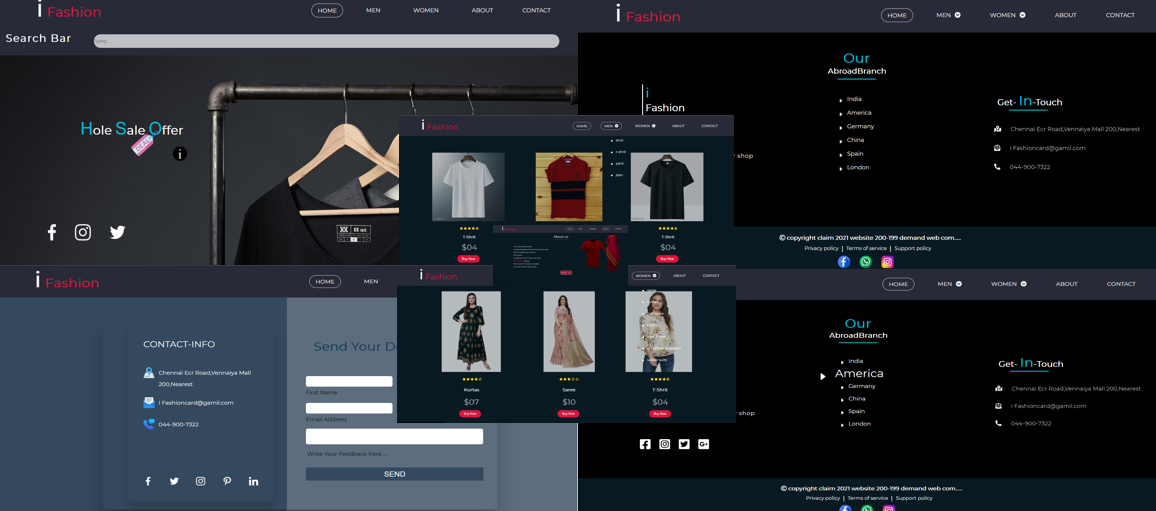 i Fashion
HOME MEN WOMEN ABOUT CONTACT
Search Bar
Hole Sale Offer
DEAL
i
i Fashion
HOME MEN WOMEN ABOUT CONTACT
Our
AbroadBranch
India
America
Germany
China
Spain
London
i
Fashion
shop
Get- In-Touch
Chennai Ecr Road,Vennaiya Mall 200,Nearest
I Fashioncard@gamil.com
044-900-7322
© copyright claim 2021 website 200-199 demand web com.....
Privacy policy | Terms of service | Support policy
i Fashion
HOME MEN WOMEN ABOUT CONTACT
shirt
t-shrit
pant
jean
T-Shrit
$04
Buy Now
T-Shrit
$04
Buy Now
About us
i Fashion
WOMEN ABOUT CONTACT
Kurtas
$07
Buy Now
Saree
$10
Buy Now
T-Shrit
$04
Buy Now
i Fashion
HOME MEN
CONTACT-INFO
Chennai Ecr Road,Vennaiya Mall
200,Nearest
I Fashioncard@gamil.com
044-900-7322
Send Your D
First Name
Email Address
Write Your Feedback here...
SEND
HOME MEN WOMEN ABOUT CONTACT
Our
AbroadBranch
India
America
Germany
China
Spain
London
shop
Get- In-Touch
Chennai Ecr Road,Vennaiya Mall 200,Nearest
I Fashioncard@gamil.com
044-900-7322
© copyright claim 2021 website 200-199 demand web com.....
Privacy policy | Terms of service | Support policy